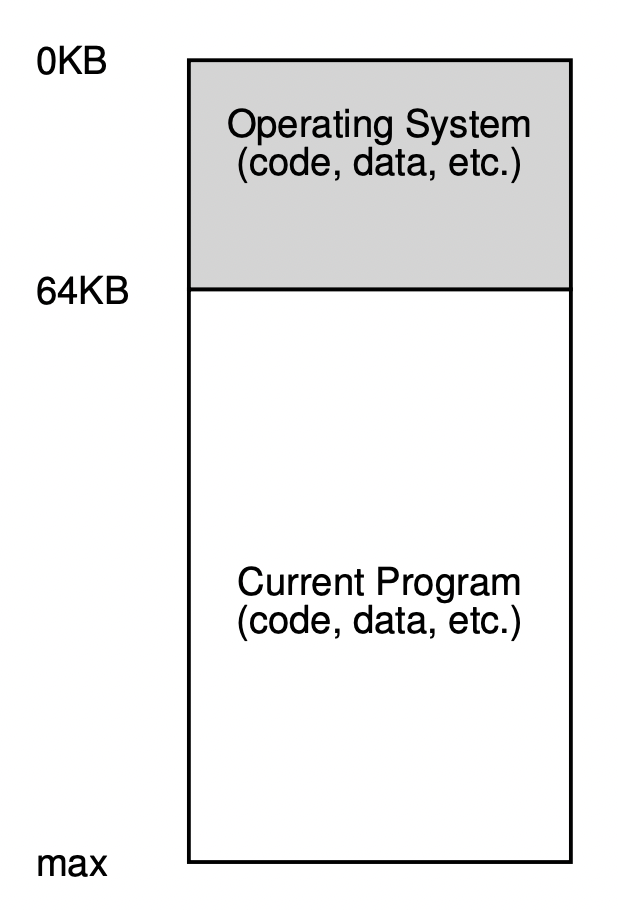 0KB
Operating System
(code, data, etc.)
64KB
Current Program
(code, data, etc.)
max